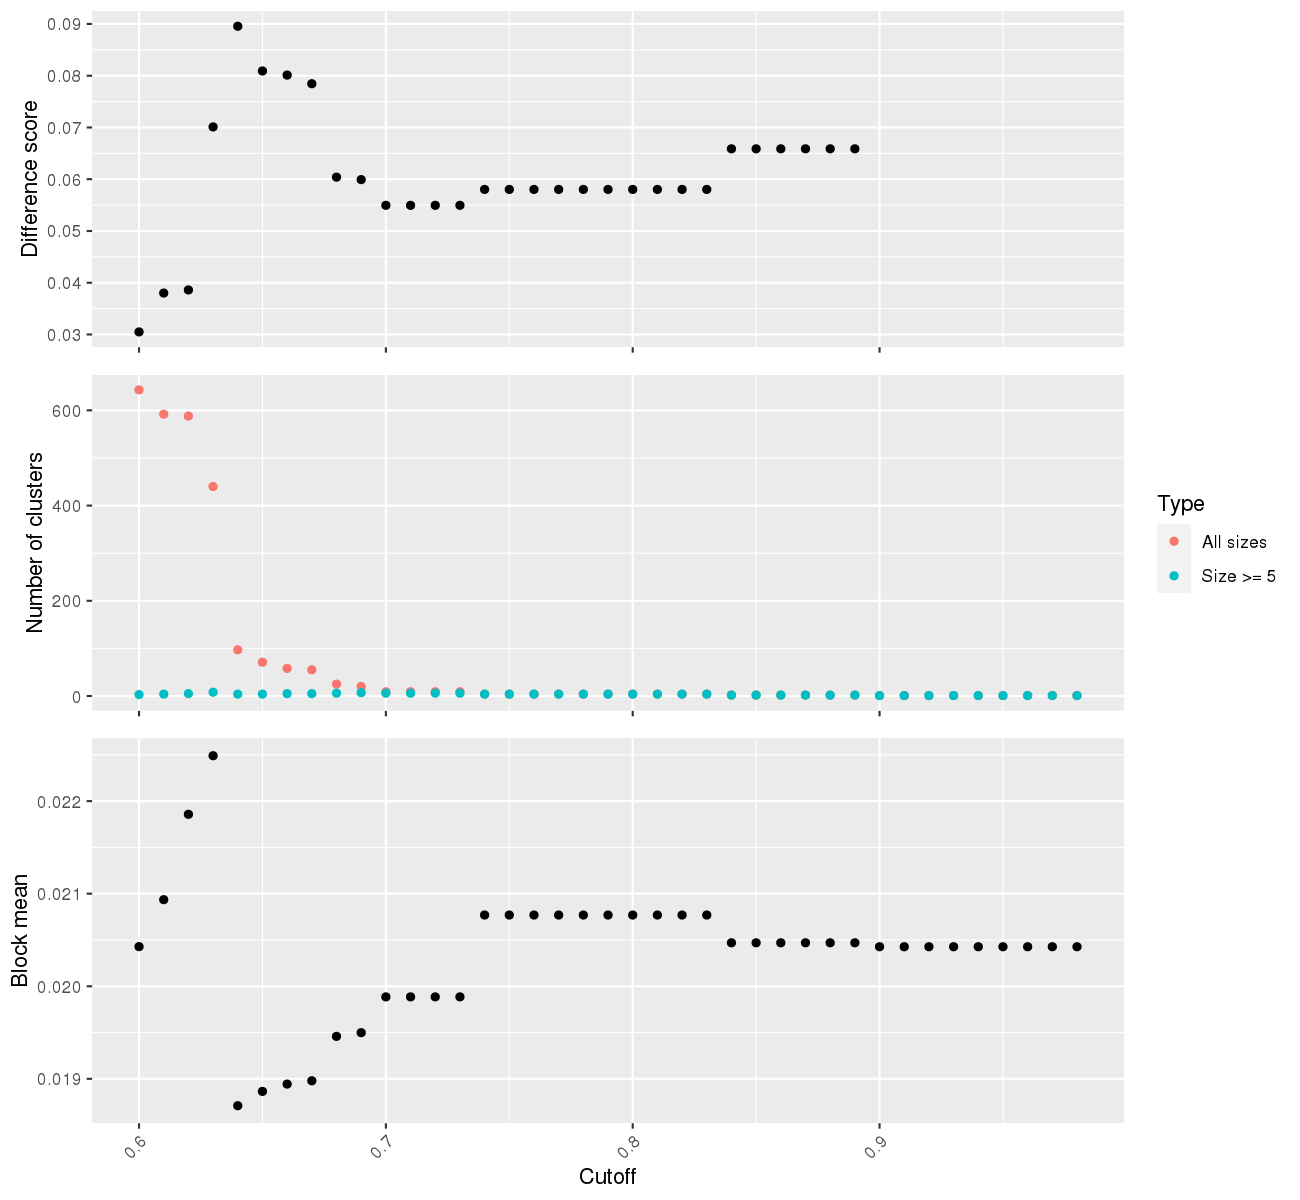 Difference score
0.09
0.08
0.07
0.06
0.05
0.04
0.03
Number of clusters
600
400
200
0
Type
All sizes
Size >= 5
Block mean
0.022
0.021
0.020
0.019
0.6 0.7 0.8 0.9
Cutoff